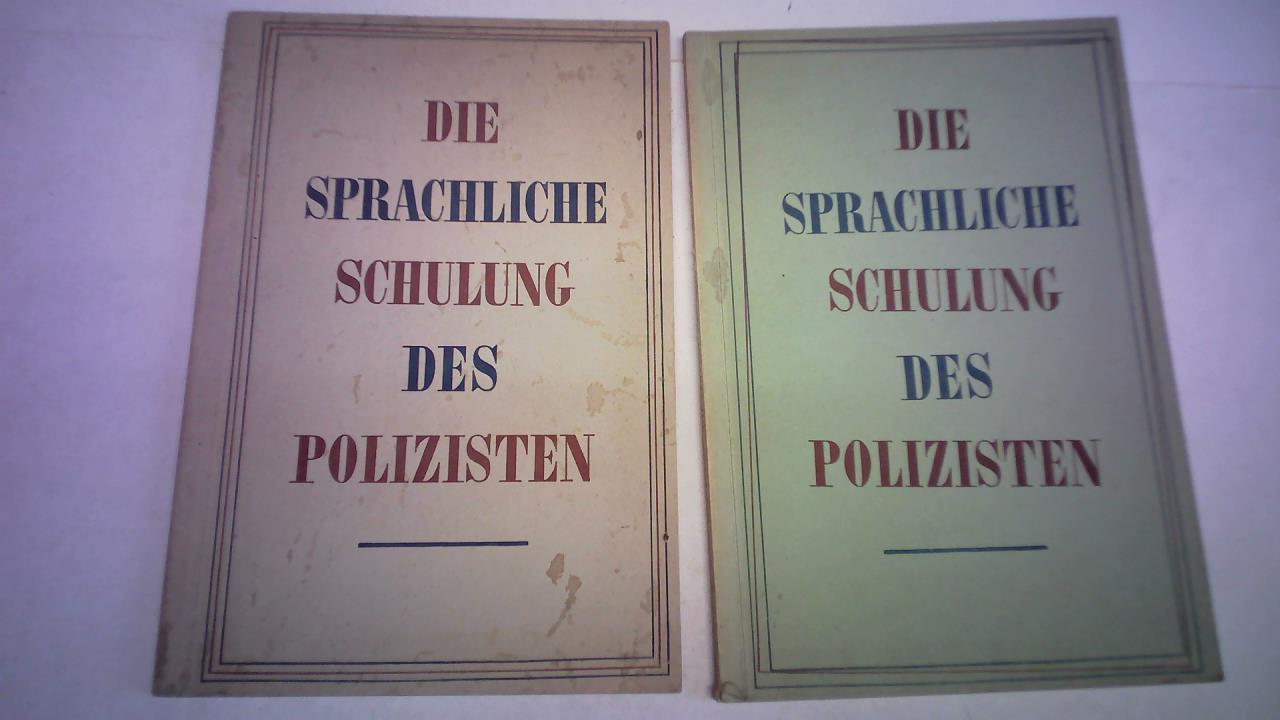 DIE
SPRACHLICHE
SCHULUNG
DES
POLIZISTEN
DIE
SPRACHLICHE
SCHULUNG
DES
POLIZISTEN